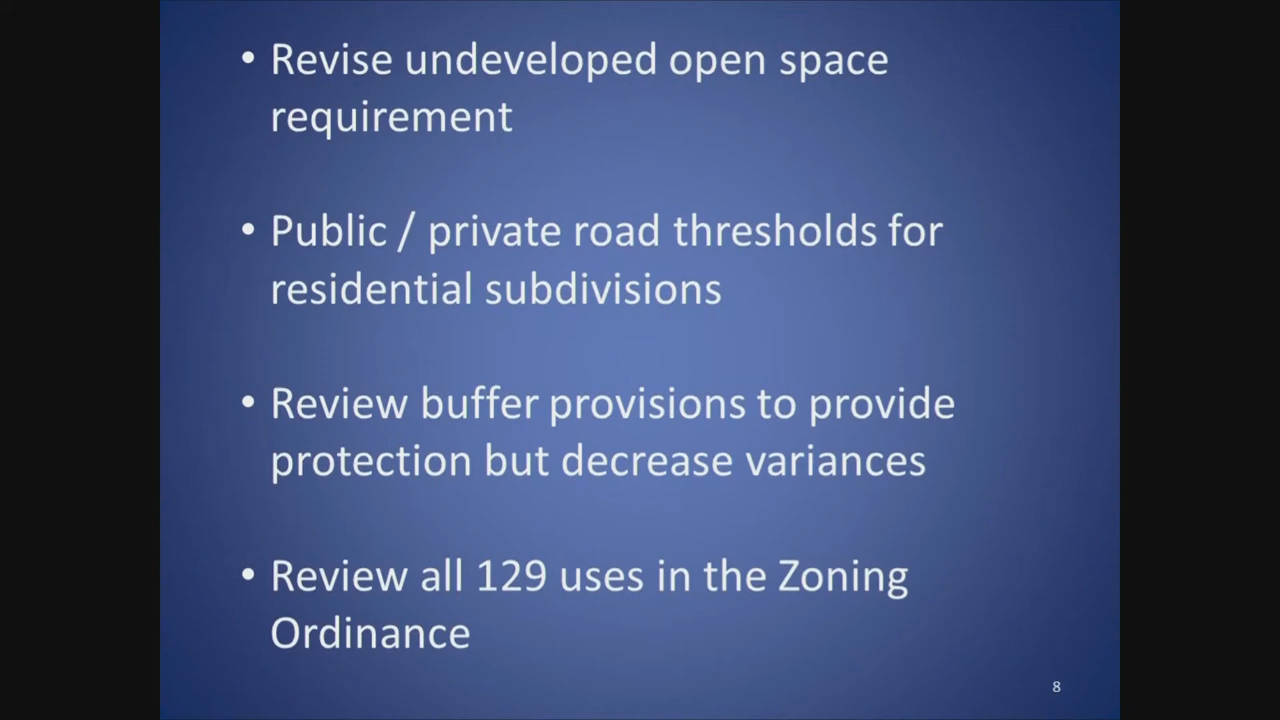 • Revise undeveloped open space
requirement
• Public / private road thresholds for
residential subdivisions
• Review buffer provisions to provide
protection but decrease variances
• Review all 129 uses in the Zoning
Ordinance
8